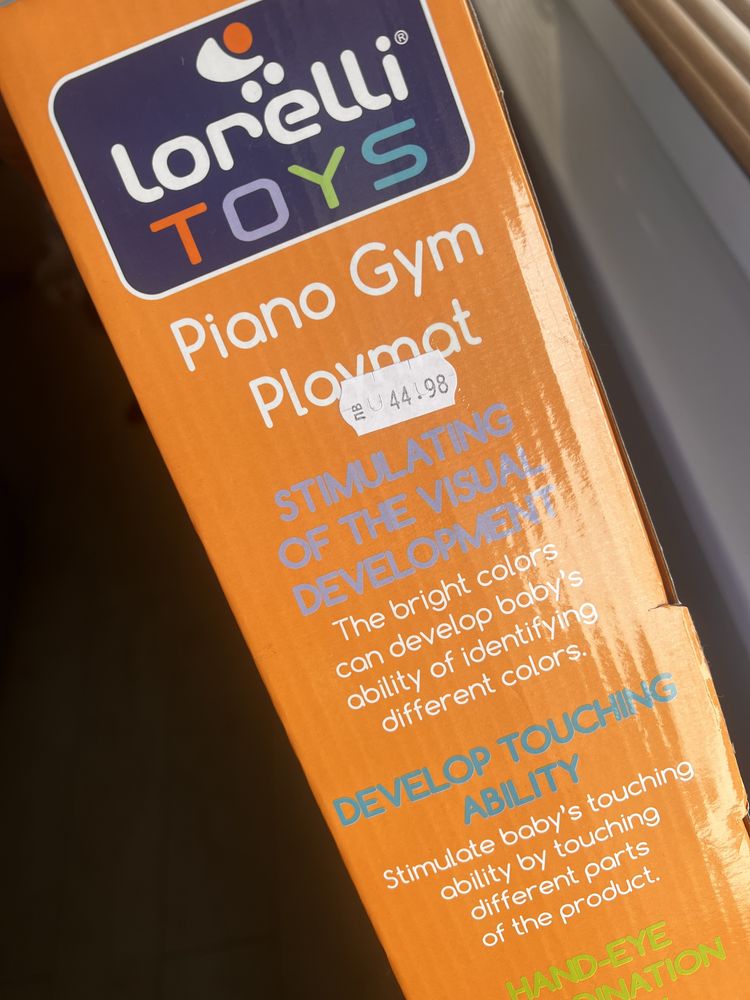 lorelli®
TOYS
Piano Gym
Playmat
ЛВ 44.98
STIMULATING
OF THE VISUAL
DEVELOPMENT
The bright colors
can develop baby's
ability of identifying
different colors.
DEVELOP TOUCHING
ABILITY
Stimulate baby's touching
ability by touching
different parts
of the product.
HAND-EYE